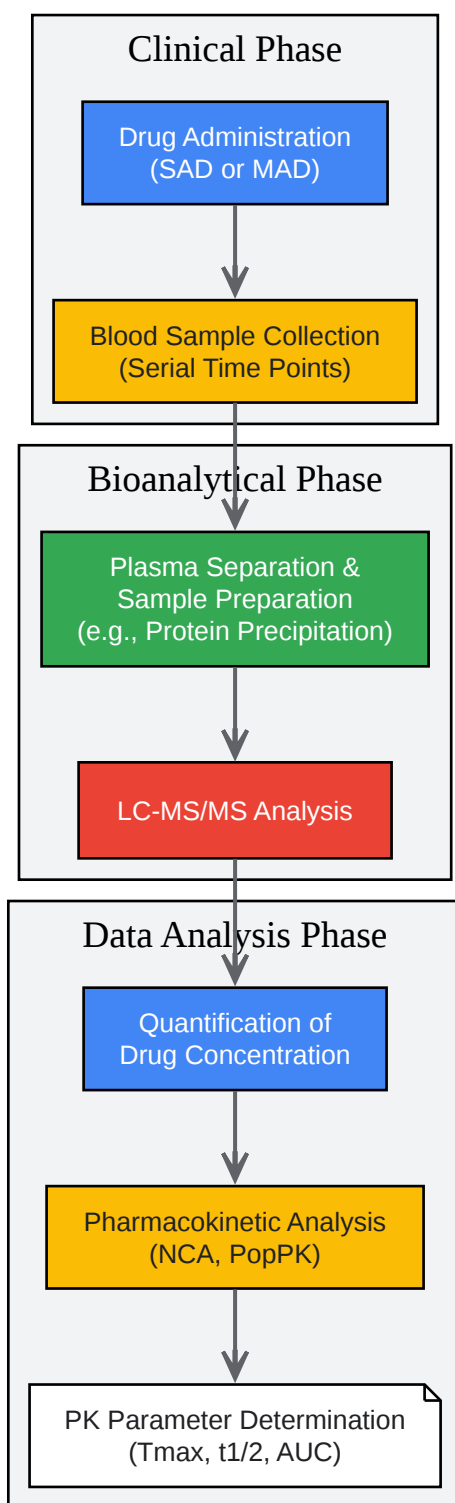 Clinical Phase
Drug Administration
(SAD or MAD)
Blood Sample Collection
(Serial Time Points)
Bioanalytical Phase
Plasma Separation &
Sample Preparation
(e.g., Protein Precipitation)
LC-MS/MS Analysis
Data Analysis Phase
Quantification of
Drug Concentration
Pharmacokinetic Analysis
(NCA, PopPK)
PK Parameter Determination
(Tmax, t1/2, AUC)